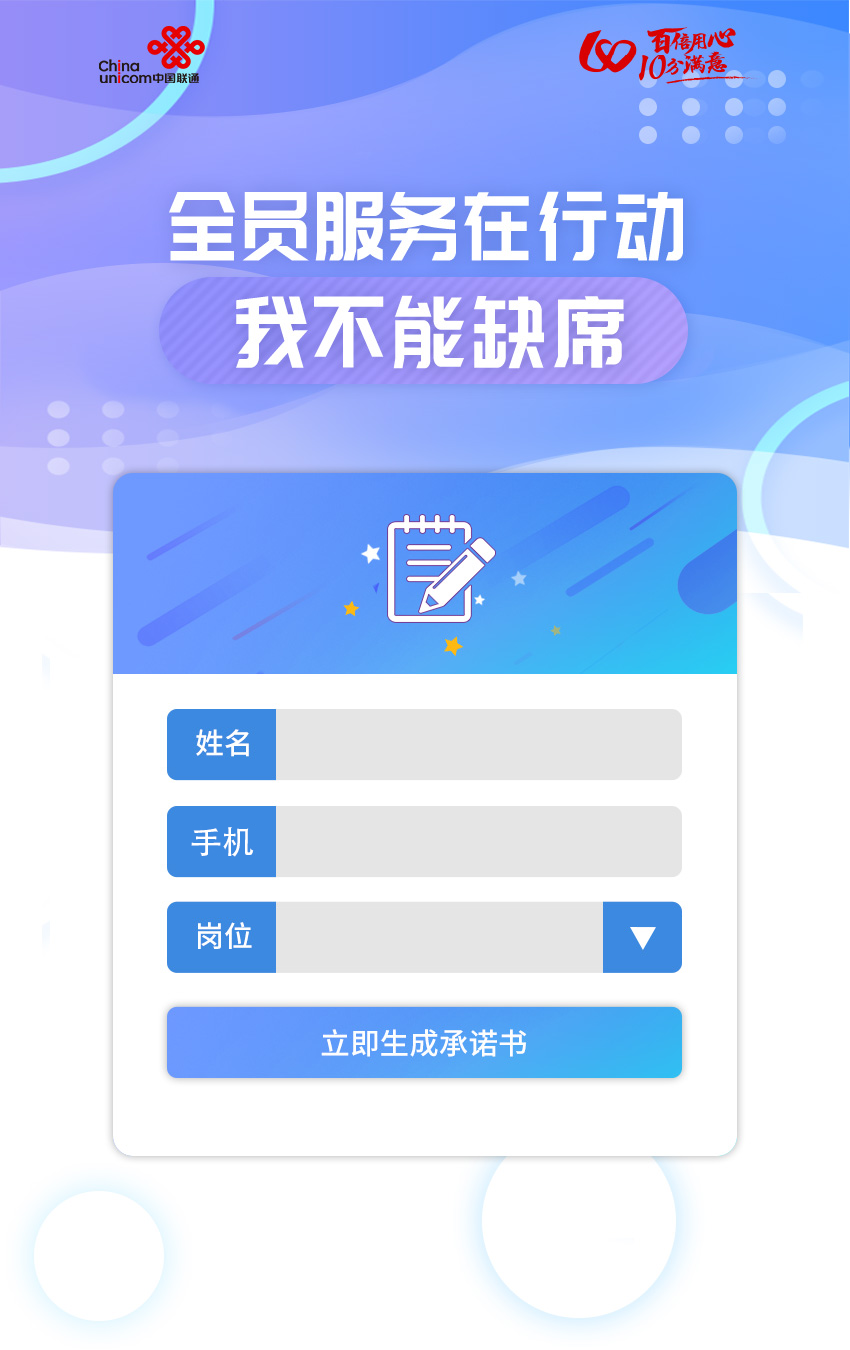 China
unicom中国联通
百倍用心
10分满意
全员服务在行动
我不能缺席
姓名
手机
岗位
立即生成承诺书